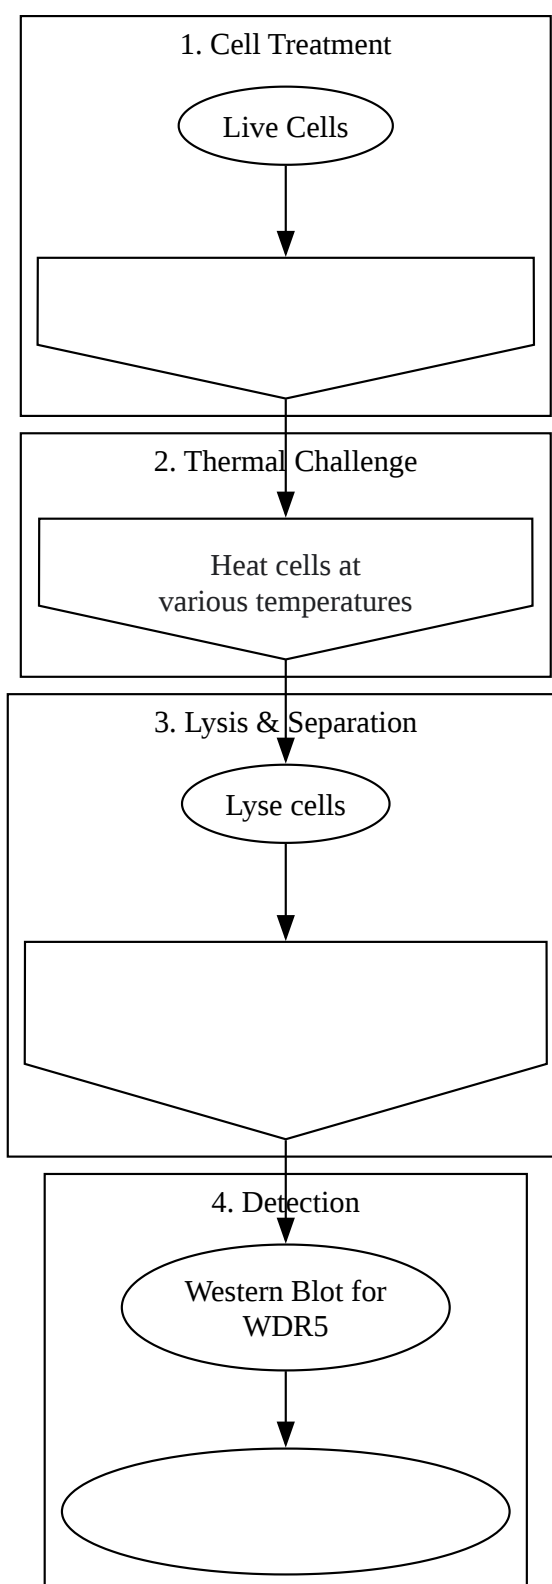 1. Cell Treatment
Live Cells
2. Thermal Challenge
Heat cells at
various temperatures
3. Lysis & Separation
Lyse cells
4. Detection
Western Blot for
WDR5